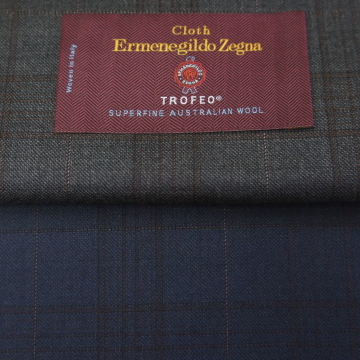 Cloth
Ermenegildo Zegna
Woven in Italy
TROFEO®
SUPERFINE AUSTRALIAN WOOL